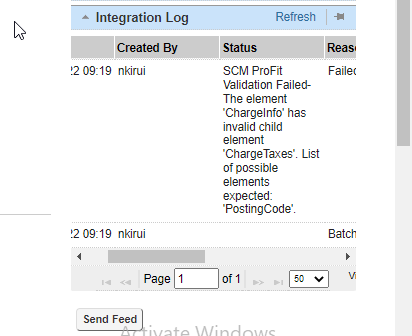 Integration Log Refresh
Created By Status Reas
22 09:19 nkirui SCM ProFit Failed
Validation Failed-
The element
'ChargeInfo' has
invalid child
element
'ChargeTaxes'. List
of possible
elements
expected:
'PostingCode'.
22 09:19 nkirui Batch
Page 1 of 1 50 Vi
Send Feed
Activate Windows